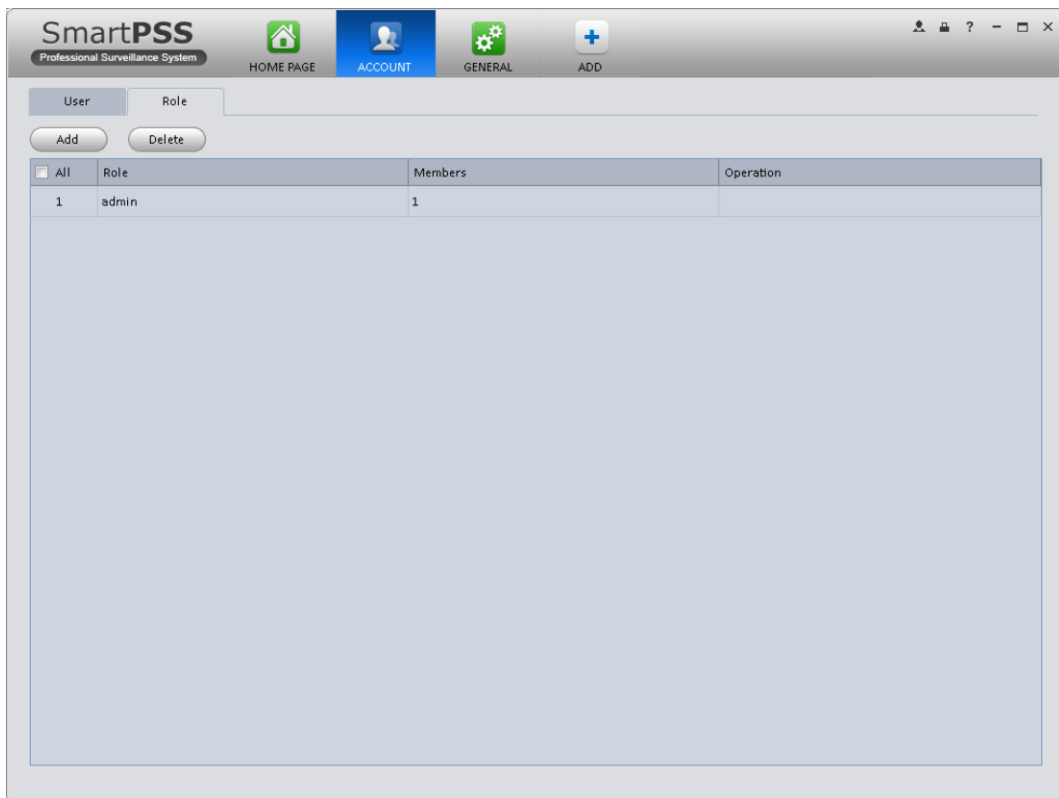 SmartPSS
Professional Surveillance System
HOME PAGE
ACCOUNT
GENERAL
ADD
?
User
Role
Add
Delete
All Role Members Operation
1 admin 1